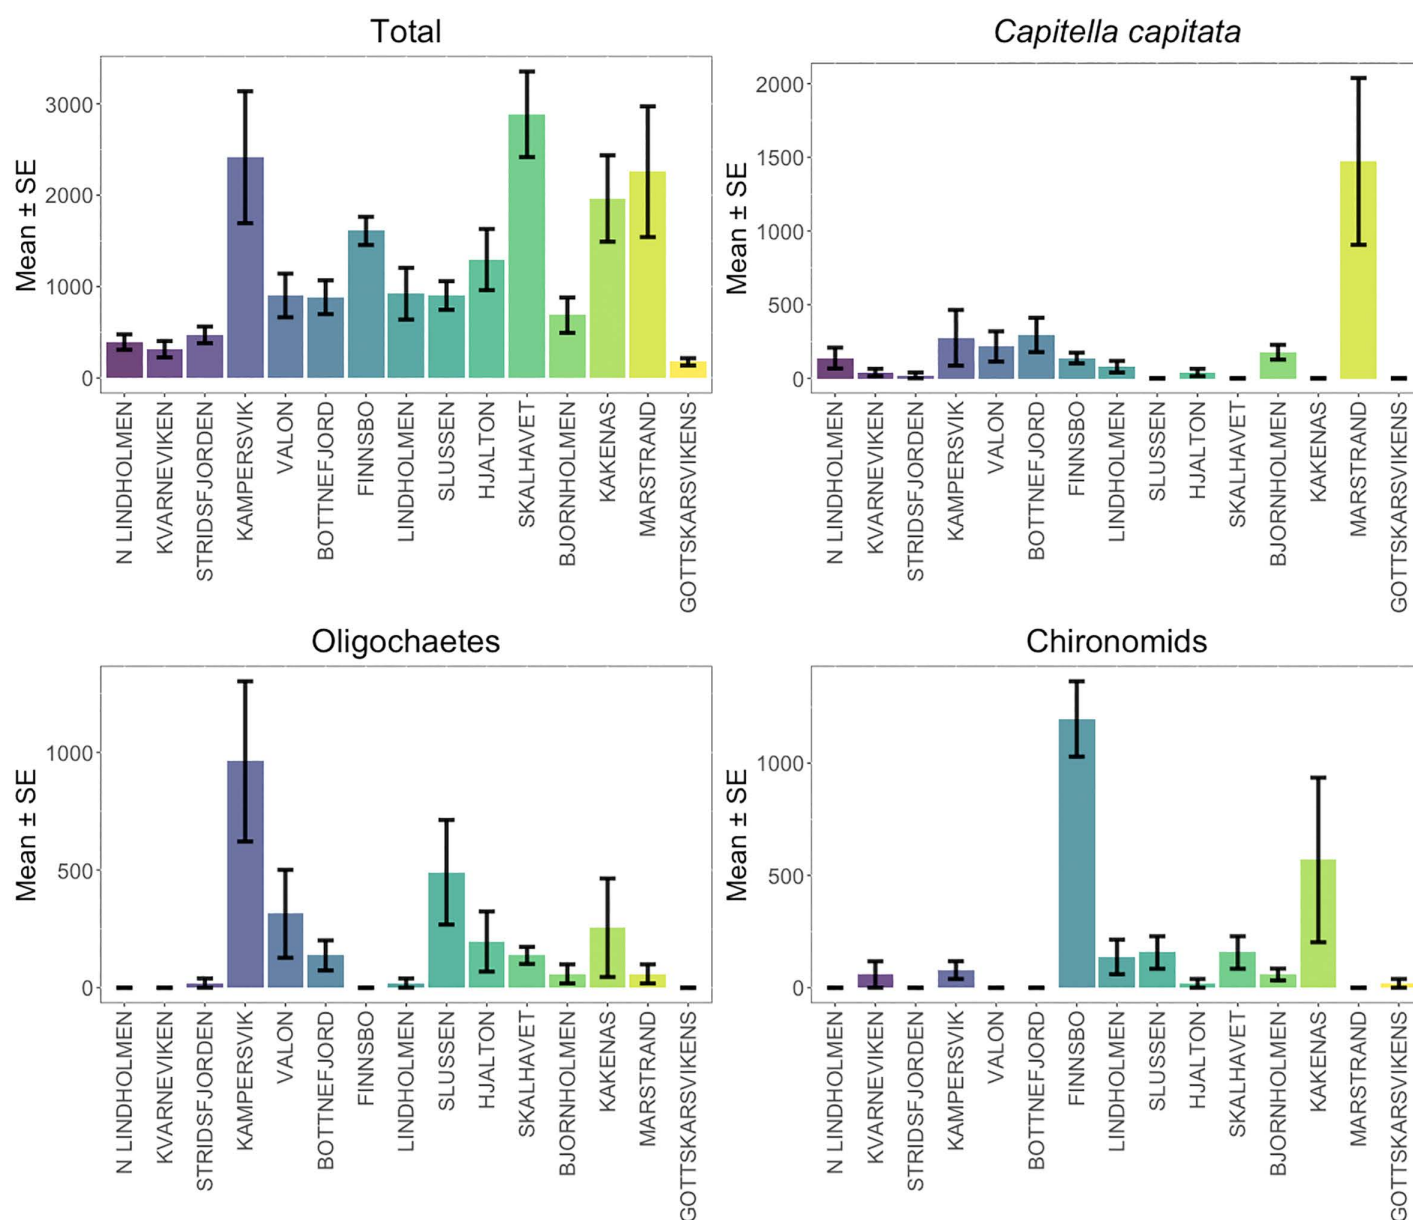 Total
Mean ± SE
3000
2000
1000
0
N LINDHOLMEN
KVARNEVIKEN
STRIDSFJORDEN
KAMPERSVIK
VALON
BOTTNEFJORD
FINNSBO
LINDHOLMEN
SLUSSEN
HJALTON
SKALHAVET
BJORNHOLMEN
KAKENAS
MARSTRAND
GOTTSKARSVIKENS
Capitella capitata
Mean ± SE
2000
1500
1000
500
0
N LINDHOLMEN
KVARNEVIKEN
STRIDSFJORDEN
KAMPERSVIK
VALON
BOTTNEFJORD
FINNSBO
LINDHOLMEN
SLUSSEN
HJALTON
SKALHAVET
BJORNHOLMEN
KAKENAS
MARSTRAND
GOTTSKARSVIKENS
Oligochaetes
Mean ± SE
1000
500
0
N LINDHOLMEN
KVARNEVIKEN
STRIDSFJORDEN
KAMPERSVIK
VALON
BOTTNEFJORD
FINNSBO
LINDHOLMEN
SLUSSEN
HJALTON
SKALHAVET
BJORNHOLMEN
KAKENAS
MARSTRAND
GOTTSKARSVIKENS
Chironomids
Mean ± SE
1000
500
0
N LINDHOLMEN
KVARNEVIKEN
STRIDSFJORDEN
KAMPERSVIK
VALON
BOTTNEFJORD
FINNSBO
LINDHOLMEN
SLUSSEN
HJALTON
SKALHAVET
BJORNHOLMEN
KAKENAS
MARSTRAND
GOTTSKARSVIKENS